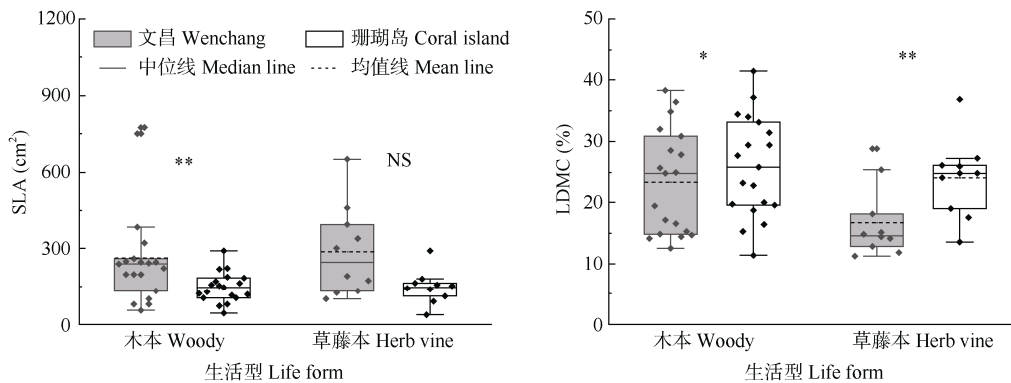 1200
900
600
300
0
SLA (cm²)
文昌 Wenchang
珊瑚岛 Coral island
中位线 Median line
均值线 Mean line
**
NS
木本 Woody
草藤本 Herb vine
生活型 Life form
50
40
30
20
10
0
LDMC (%)
*
**
木本 Woody
草藤本 Herb vine
生活型 Life form